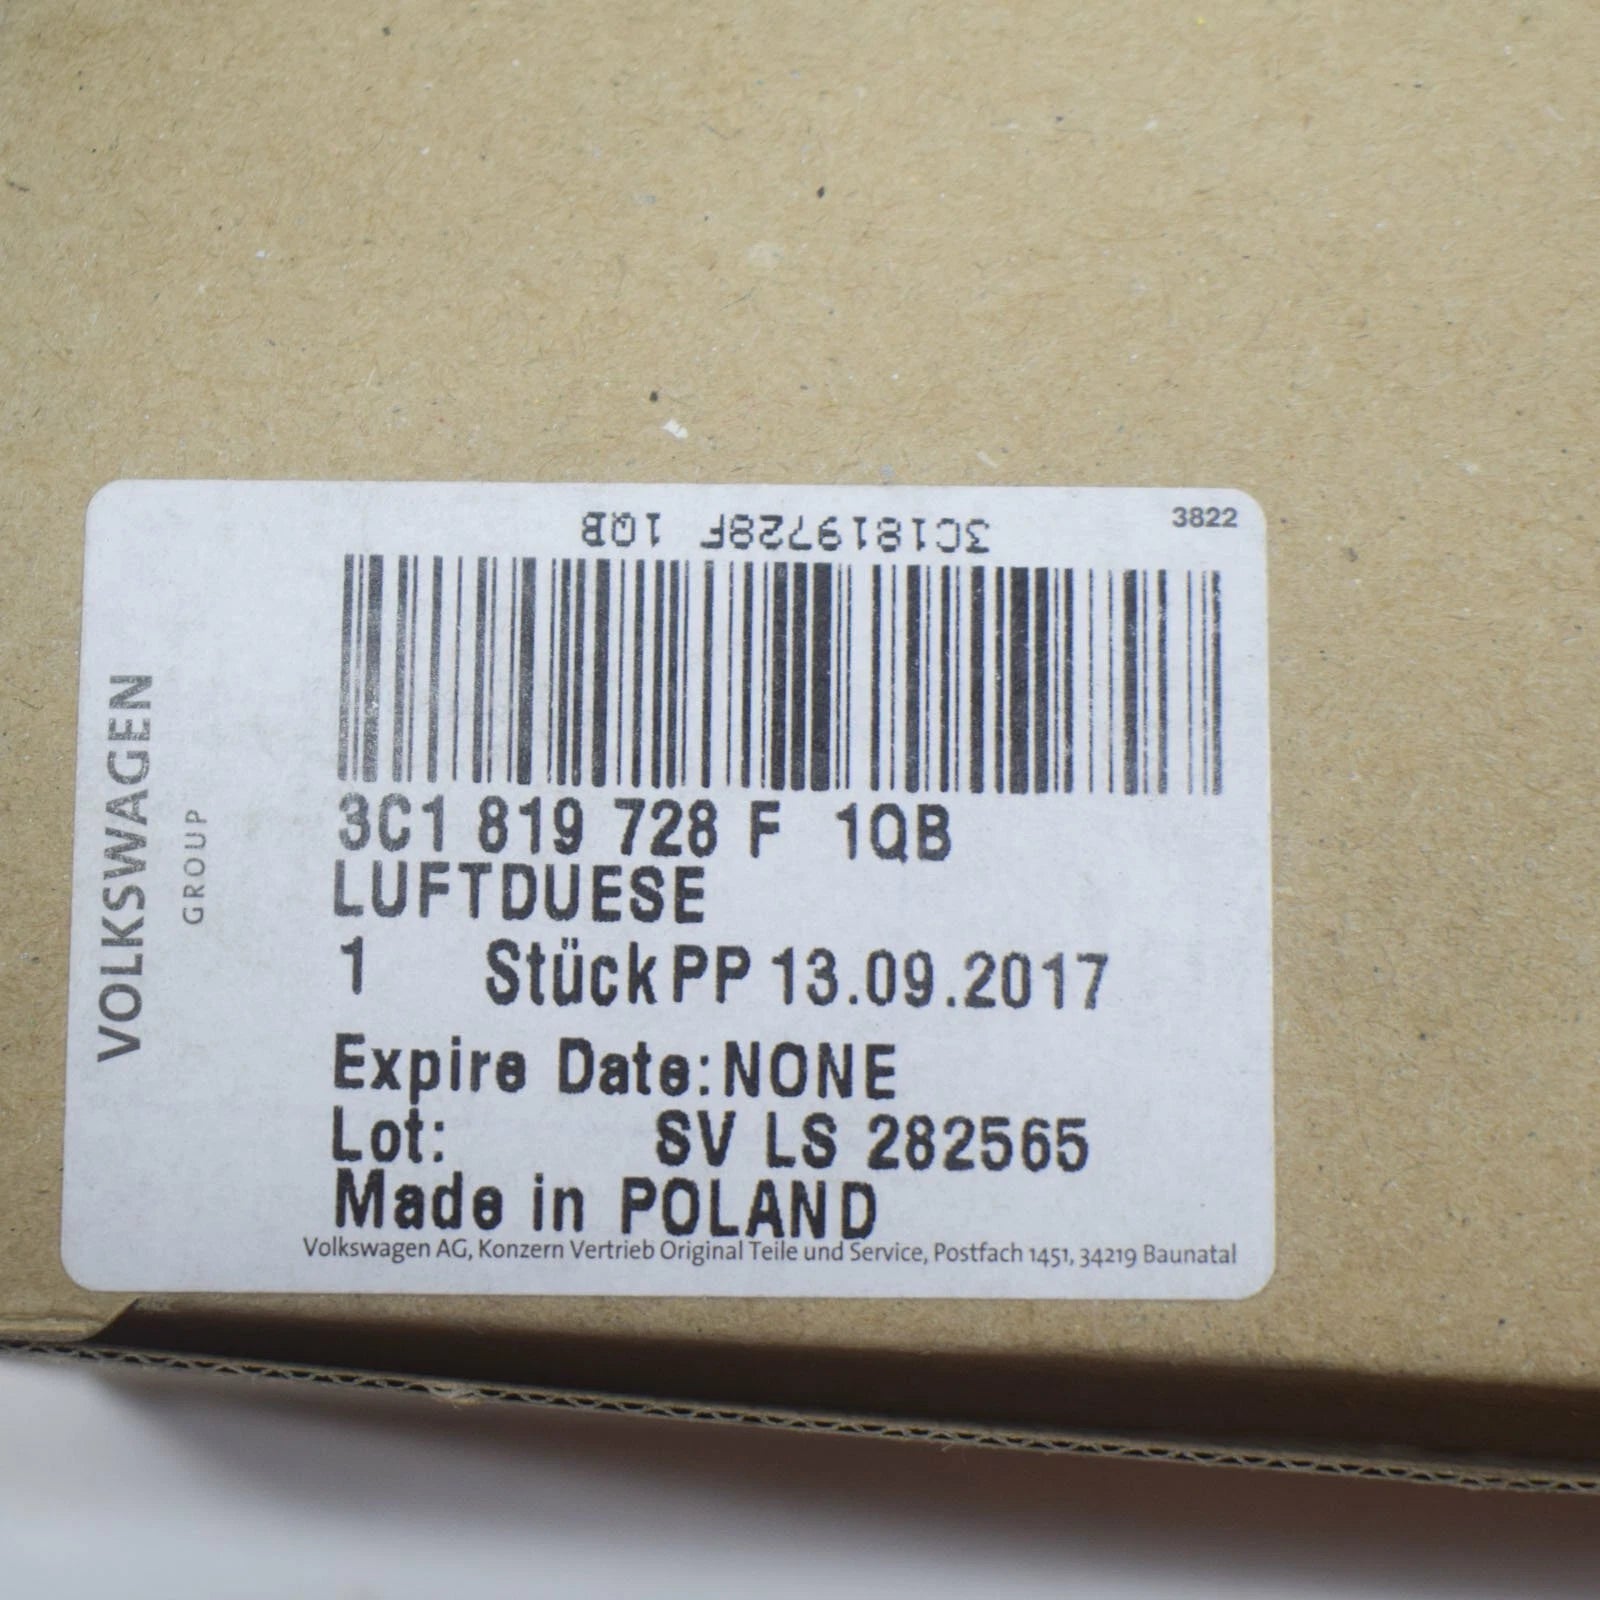 3822
3C1819728F 1QB
VOLKSWAGEN
GROUP
3C1 819 728 F 1QB
LUFTDUESE
1 Stück PP 13.09.2017
Expire Date:NONE
Lot: SV LS 282565
Made in POLAND
Volkswagen AG, Konzern Vertrieb Original Teile und Service, Postfach 1451, 34219 Baunatal